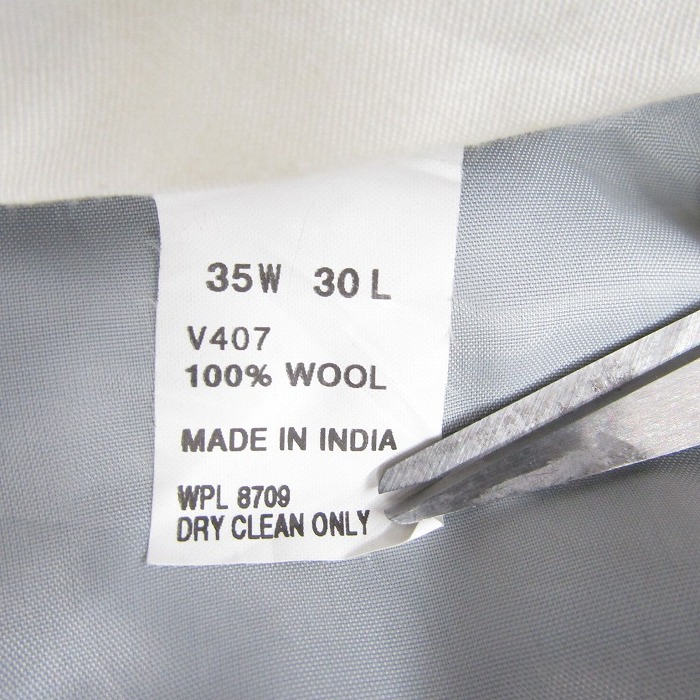 35W 30L
V407
100% WOOL
MADE IN INDIA
WPL 8709
DRY CLEAN ONLY